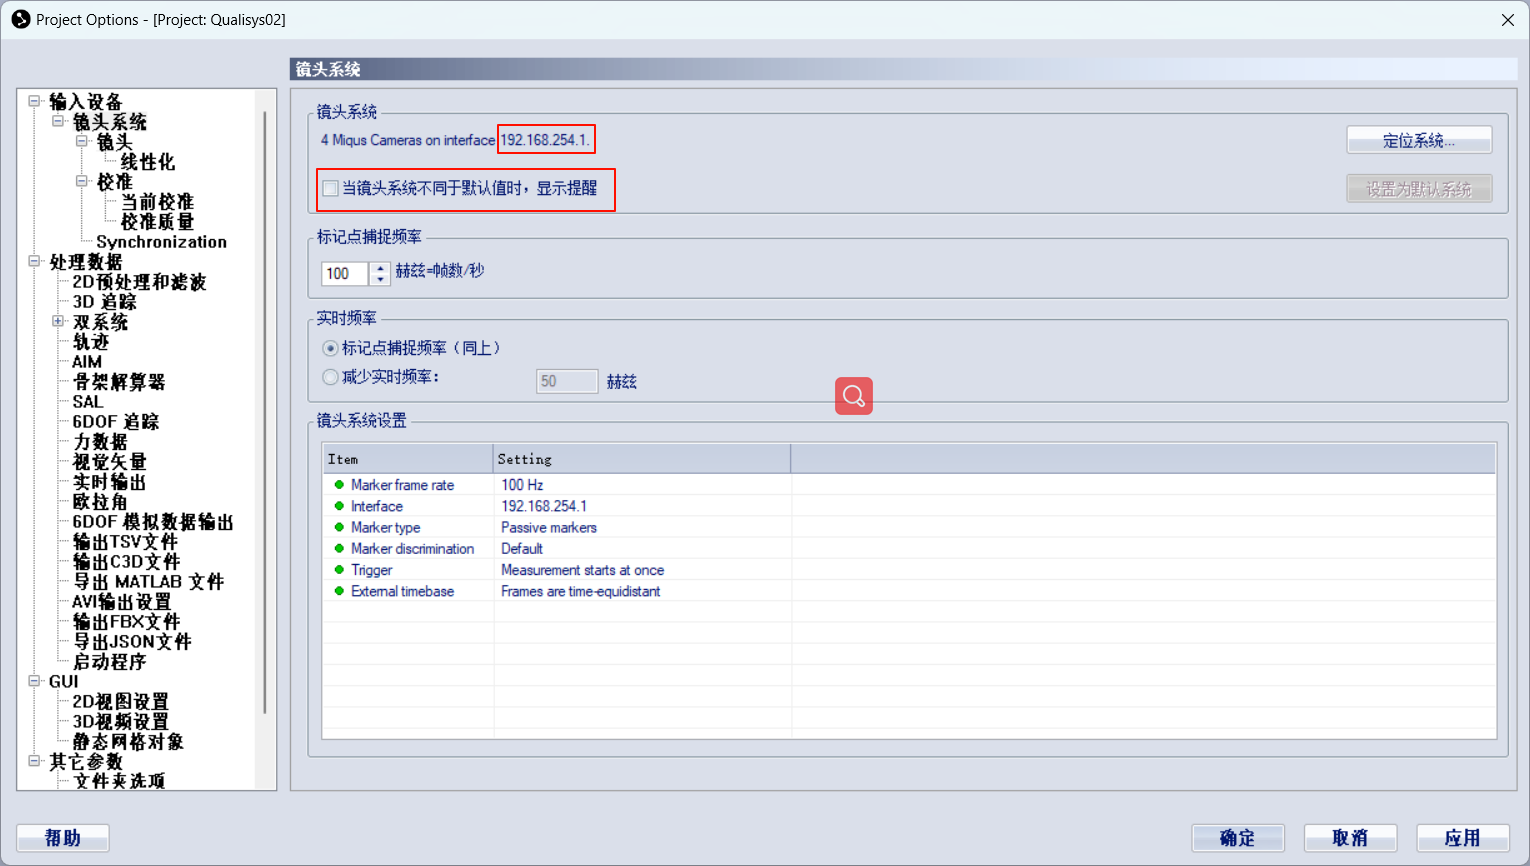 Project Options - [Project: Qualisys02]
镜头系统
输入设备
镜头系统
镜头
线性化
校准
当前校准
校准质量
Synchronization
处理数据
2D预处理和滤波
3D 追踪
双系统
轨迹
AIM
骨架解算器
SAL
6DOF 追踪
力数据
视觉矢量
实时输出
欧拉角
6DOF 模拟数据输出
输出TSV文件
输出C3D文件
导出 MATLAB 文件
AVI输出设置
输出FBX文件
导出JSON文件
启动程序
GUI
2D视图设置
3D视频设置
静态网格对象
其它参数
文件夹选项
镜头系统
4 Miqus Cameras on interface 192.168.254.1.
定位系统...
当镜头系统不同于默认值时，显示提醒
设置为默认系统
标记点捕捉频率
100 赫兹=帧数/秒
实时频率
标记点捕捉频率（同上）
减少实时频率： 50 赫兹
镜头系统设置
Item Setting
Marker frame rate 100 Hz
Interface 192.168.254.1
Marker type Passive markers
Marker discrimination Default
Trigger Measurement starts at once
External timebase Frames are time-equidistant
帮助 确定 取消 应用